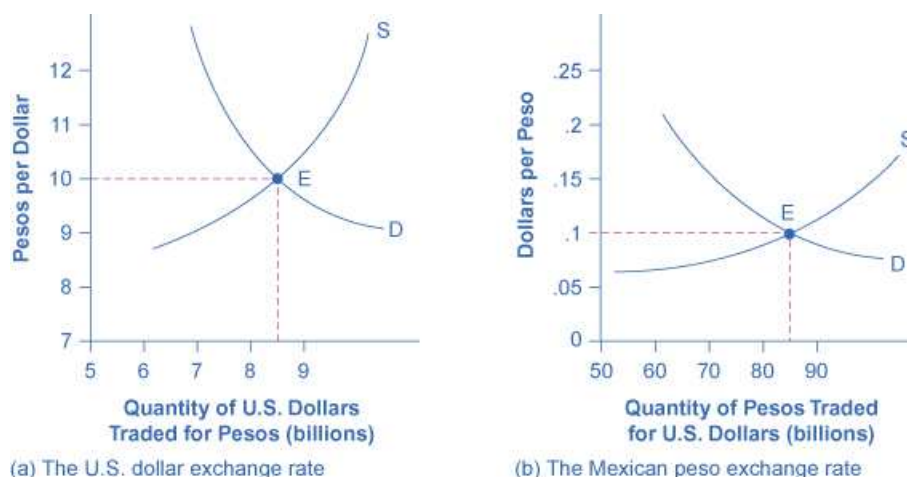 Pesos per Dollar
12
11
10
9
8
7
5
6
7
8
9
S
E
D
Quantity of U.S. Dollars
Traded for Pesos (billions)
(a) The U.S. dollar exchange rate
Dollars per Peso
.25
.2
.15
.1
.05
0
50
60
70
80
90
S
E
D
Quantity of Pesos Traded
for U.S. Dollars (billions)
(b) The Mexican peso exchange rate